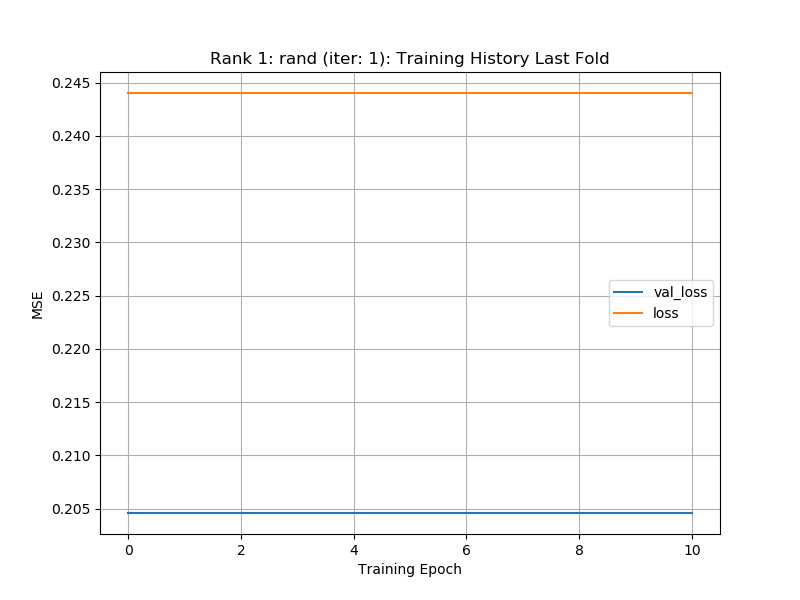 Rank 1: rand (iter: 1): Training History Last Fold
0.245
0.240
0.235
0.230
0.225
0.220
0.215
0.210
0.205
MSE
val_loss
loss
0 2 4 6 8 10
Training Epoch